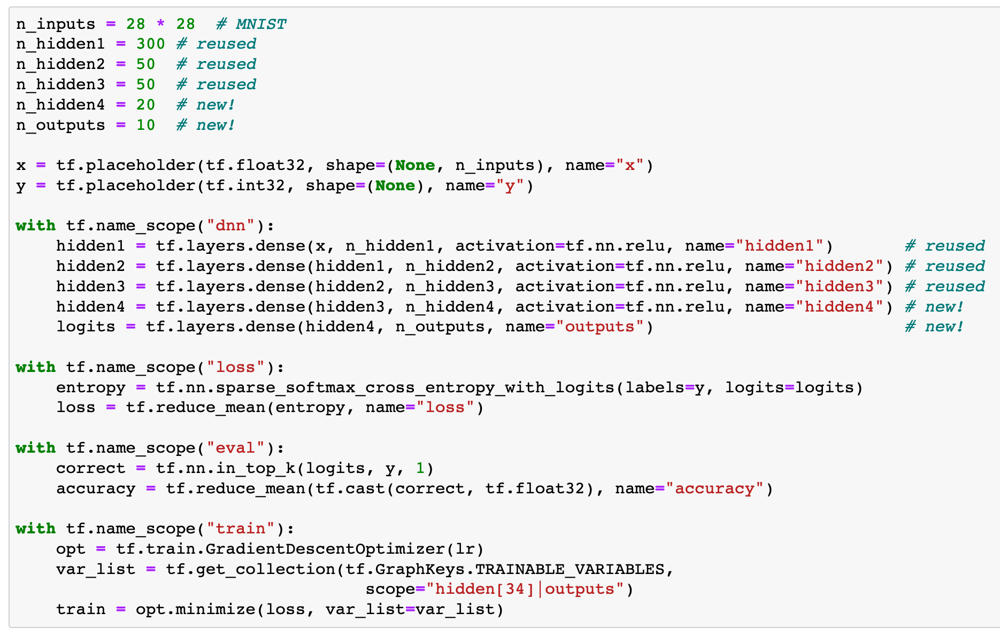 n_inputs = 28 * 28  # MNIST
n_hidden1 = 300 # reused
n_hidden2 = 50  # reused
n_hidden3 = 50  # reused
n_hidden4 = 20  # new!
n_outputs = 10  # new!

x = tf.placeholder(tf.float32, shape=(None, n_inputs), name="x")
y = tf.placeholder(tf.int32, shape=(None), name="y")

with tf.name_scope("dnn"):
    hidden1 = tf.layers.dense(x, n_hidden1, activation=tf.nn.relu, name="hidden1")       # reused
    hidden2 = tf.layers.dense(hidden1, n_hidden2, activation=tf.nn.relu, name="hidden2") # reused
    hidden3 = tf.layers.dense(hidden2, n_hidden3, activation=tf.nn.relu, name="hidden3") # reused
    hidden4 = tf.layers.dense(hidden3, n_hidden4, activation=tf.nn.relu, name="hidden4") # new!
    logits = tf.layers.dense(hidden4, n_outputs, name="outputs")                         # new!

with tf.name_scope("loss"):
    entropy = tf.nn.sparse_softmax_cross_entropy_with_logits(labels=y, logits=logits)
    loss = tf.reduce_mean(entropy, name="loss")

with tf.name_scope("eval"):
    correct = tf.nn.in_top_k(logits, y, 1)
    accuracy = tf.reduce_mean(tf.cast(correct, tf.float32), name="accuracy")

with tf.name_scope("train"):
    opt = tf.train.GradientDescentOptimizer(lr)
    var_list = tf.get_collection(tf.GraphKeys.TRAINABLE_VARIABLES,
                                   scope="hidden[34]|outputs")
    train = opt.minimize(loss, var_list=var_list)